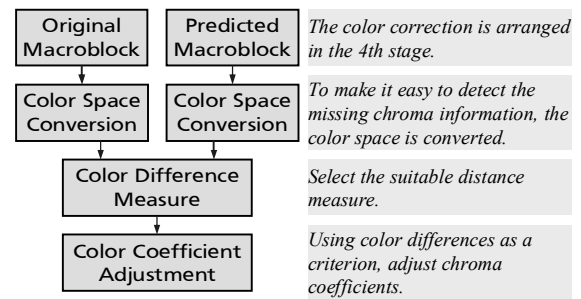 Original
Macroblock
Predicted
Macroblock
The color correction is arranged
in the 4th stage.
Color Space
Conversion
Color Space
Conversion
To make it easy to detect the
missing chroma information, the
color space is converted.
Color Difference
Measure
Select the suitable distance
measure.
Color Coefficient
Adjustment
Using color differences as a
criterion, adjust chroma
coefficients.